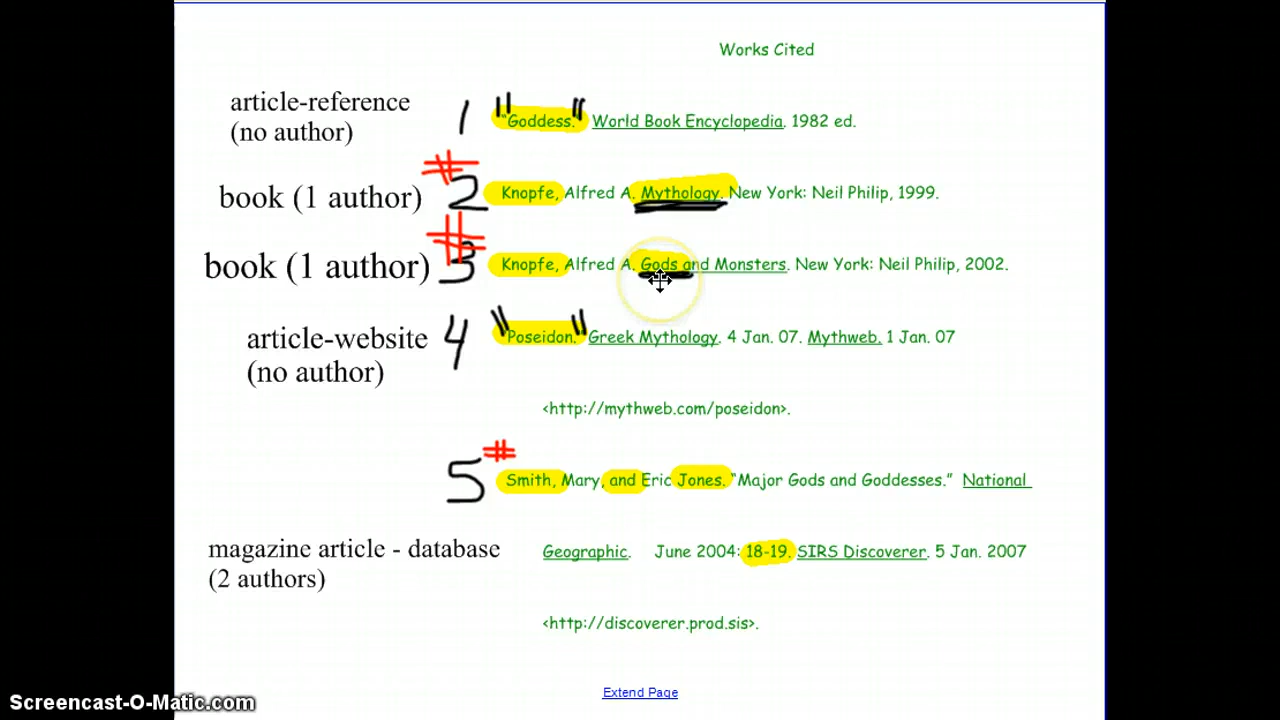 Works Cited
article-reference
(no author)
1 "Goddess." World Book Encyclopedia. 1982 ed.
book (1 author) # 2 Knopfe, Alfred A. Mythology. New York: Neil Philip, 1999.
book (1 author) # 3 Knopfe, Alfred A. Gods and Monsters. New York: Neil Philip, 2002.
article-website
(no author)
4 "Poseidon." Greek Mythology. 4 Jan. 07. Mythweb. 1 Jan. 07
<http://mythweb.com/poseidon>.
5 # Smith, Mary, and Eric Jones. "Major Gods and Goddesses." National
magazine article - database
(2 authors)
Geographic. June 2004: 18-19. SIRS Discoverer. 5 Jan. 2007
<http://discoverer.prod.sis>.
Extend Page
Screencast-O-Matic.com